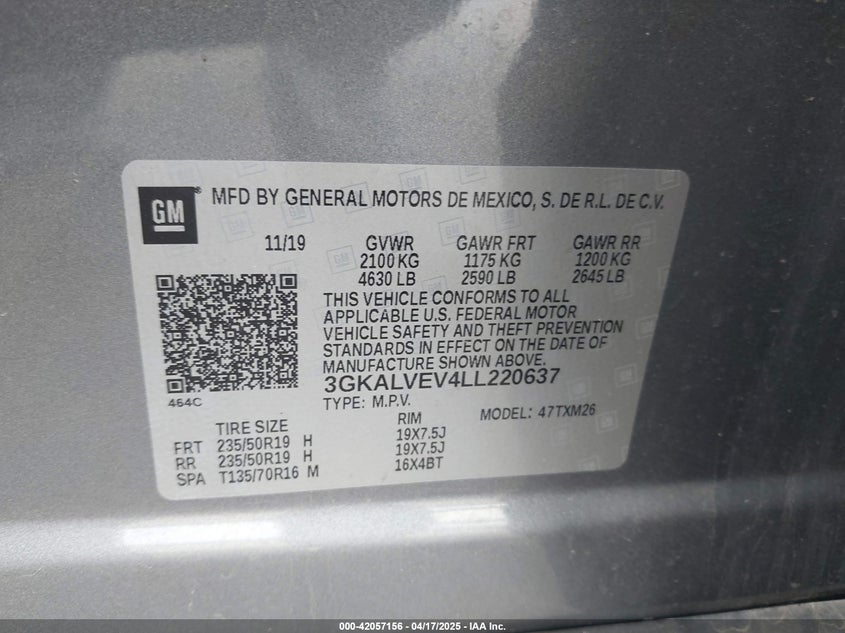 GM ® MFD BY GENERAL MOTORS DE MEXICO, S. DE R.L. DE C.V.
11/19 GVWR GAWR FRT GAWR RR
2100 KG 1175 KG 1200 KG
4630 LB 2590 LB 2645 LB
THIS VEHICLE CONFORMS TO ALL
APPLICABLE U.S. FEDERAL MOTOR
VEHICLE SAFETY AND THEFT PREVENTION
STANDARDS IN EFFECT ON THE DATE OF
MANUFACTURE SHOWN ABOVE.
3GKALVEV4LL220637
464C
TYPE: M.P.V. MODEL: 47TXM26
TIRE SIZE RIM
FRT 235/50R19 H 19X7.5J
RR 235/50R19 H 19X7.5J
SPA T135/70R16 M 16X4BT
000-42057156 - 04/17/2025 - IAA Inc.